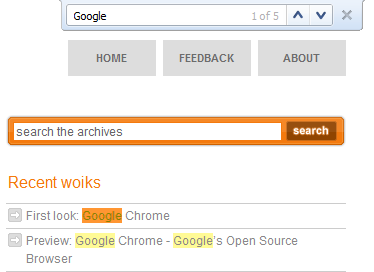 Google 1 of 5
HOME FEEDBACK ABOUT
search the archives search
Recent woiks
First look: Google Chrome
Preview: Google Chrome - Google's Open Source
Browser